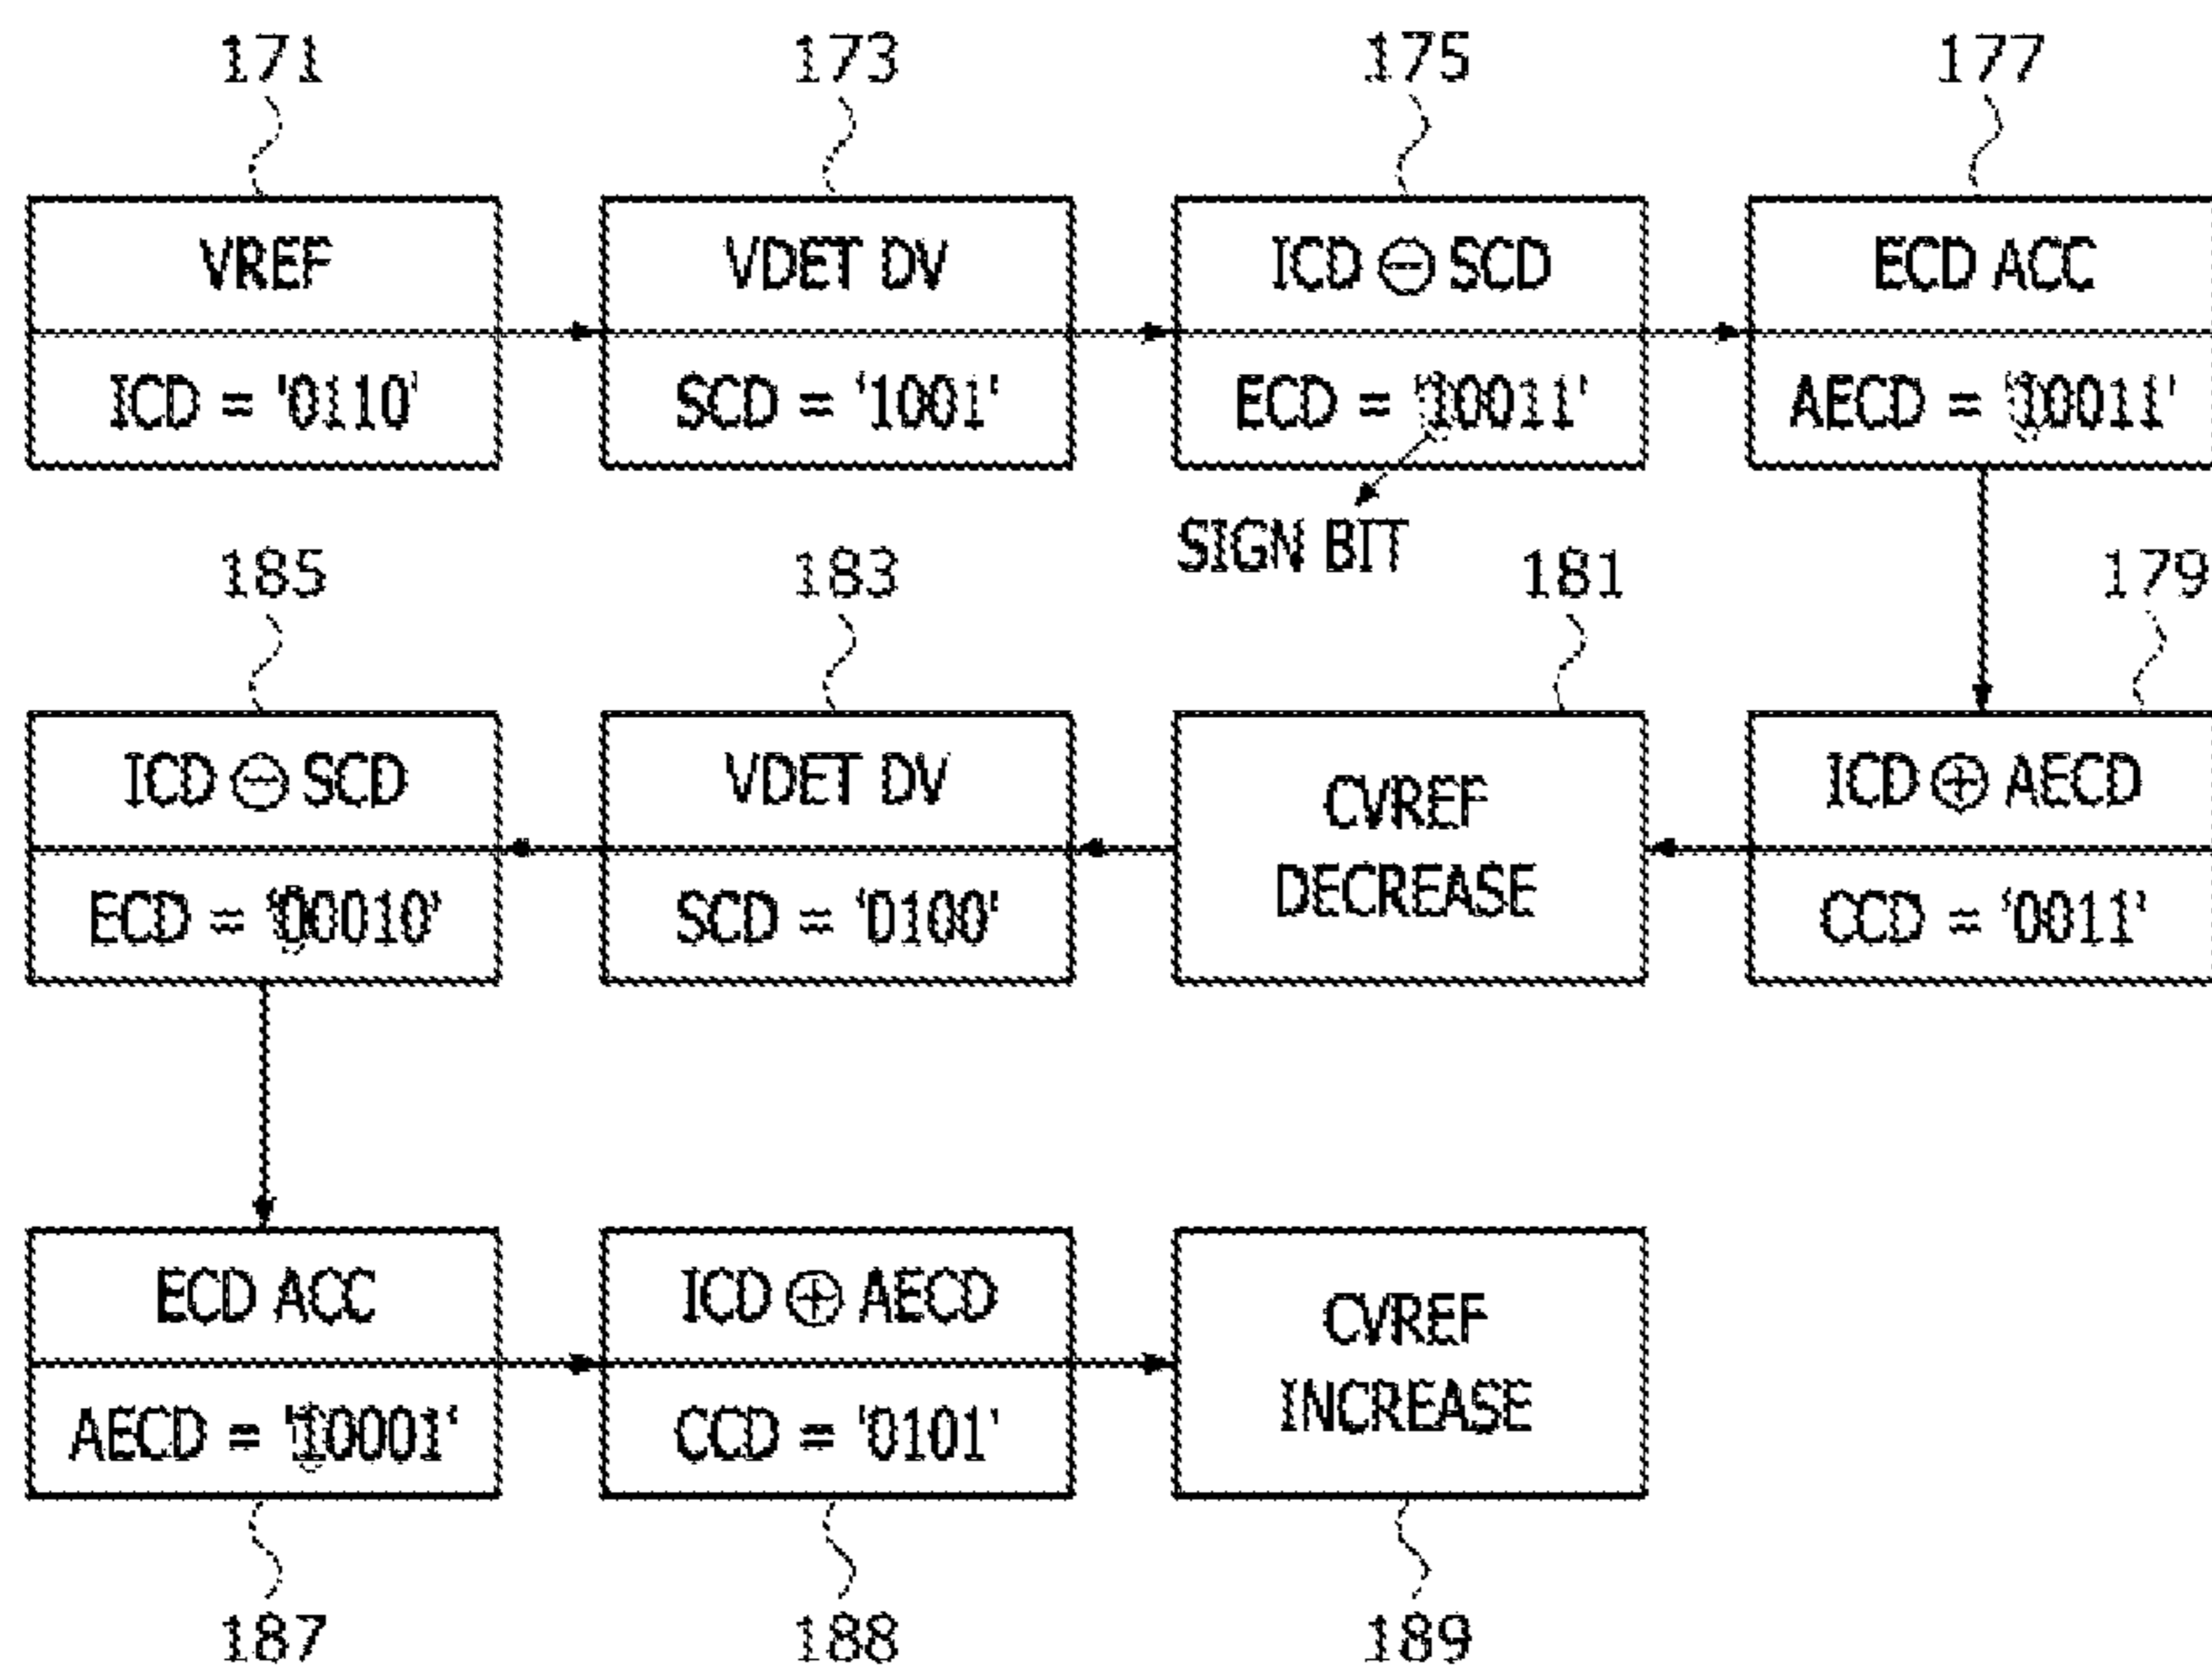 171
173
175
177
VREF
VDET DV
ICD ⊖ SCD
ECD ACC
ICD = '0110'
SCD = '1001'
ECD = '10011'
AECD = '10011'
SIGN BIT
185
183
181
179
ICD ⊖ SCD
VDET DV
CVREF
DECREASE
ICD ⊕ AECD
ECD = '00010'
SCD = '0100'
CCD = '0011'
ECD ACC
ICD ⊕ AECD
CVREF
INCREASE
AECD = '10001'
CCD = '0101'
187
188
189